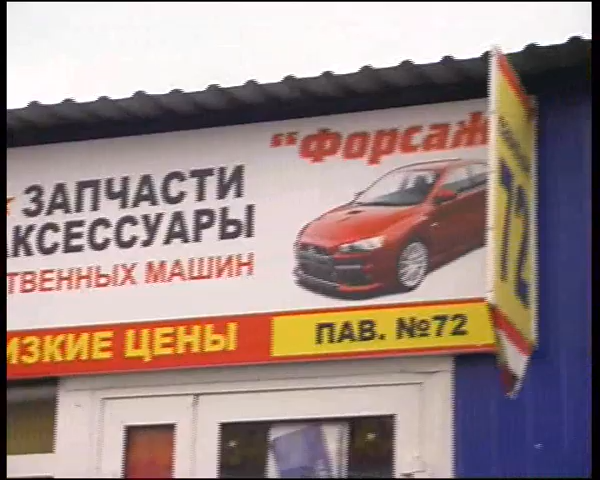 “Форсаж
ЗАПЧАСТИ
АКСЕССУАРЫ
ТВЕННЫХ МАШИН
ИЗКИЕ ЦЕНЫ
ПАВ. №72
72